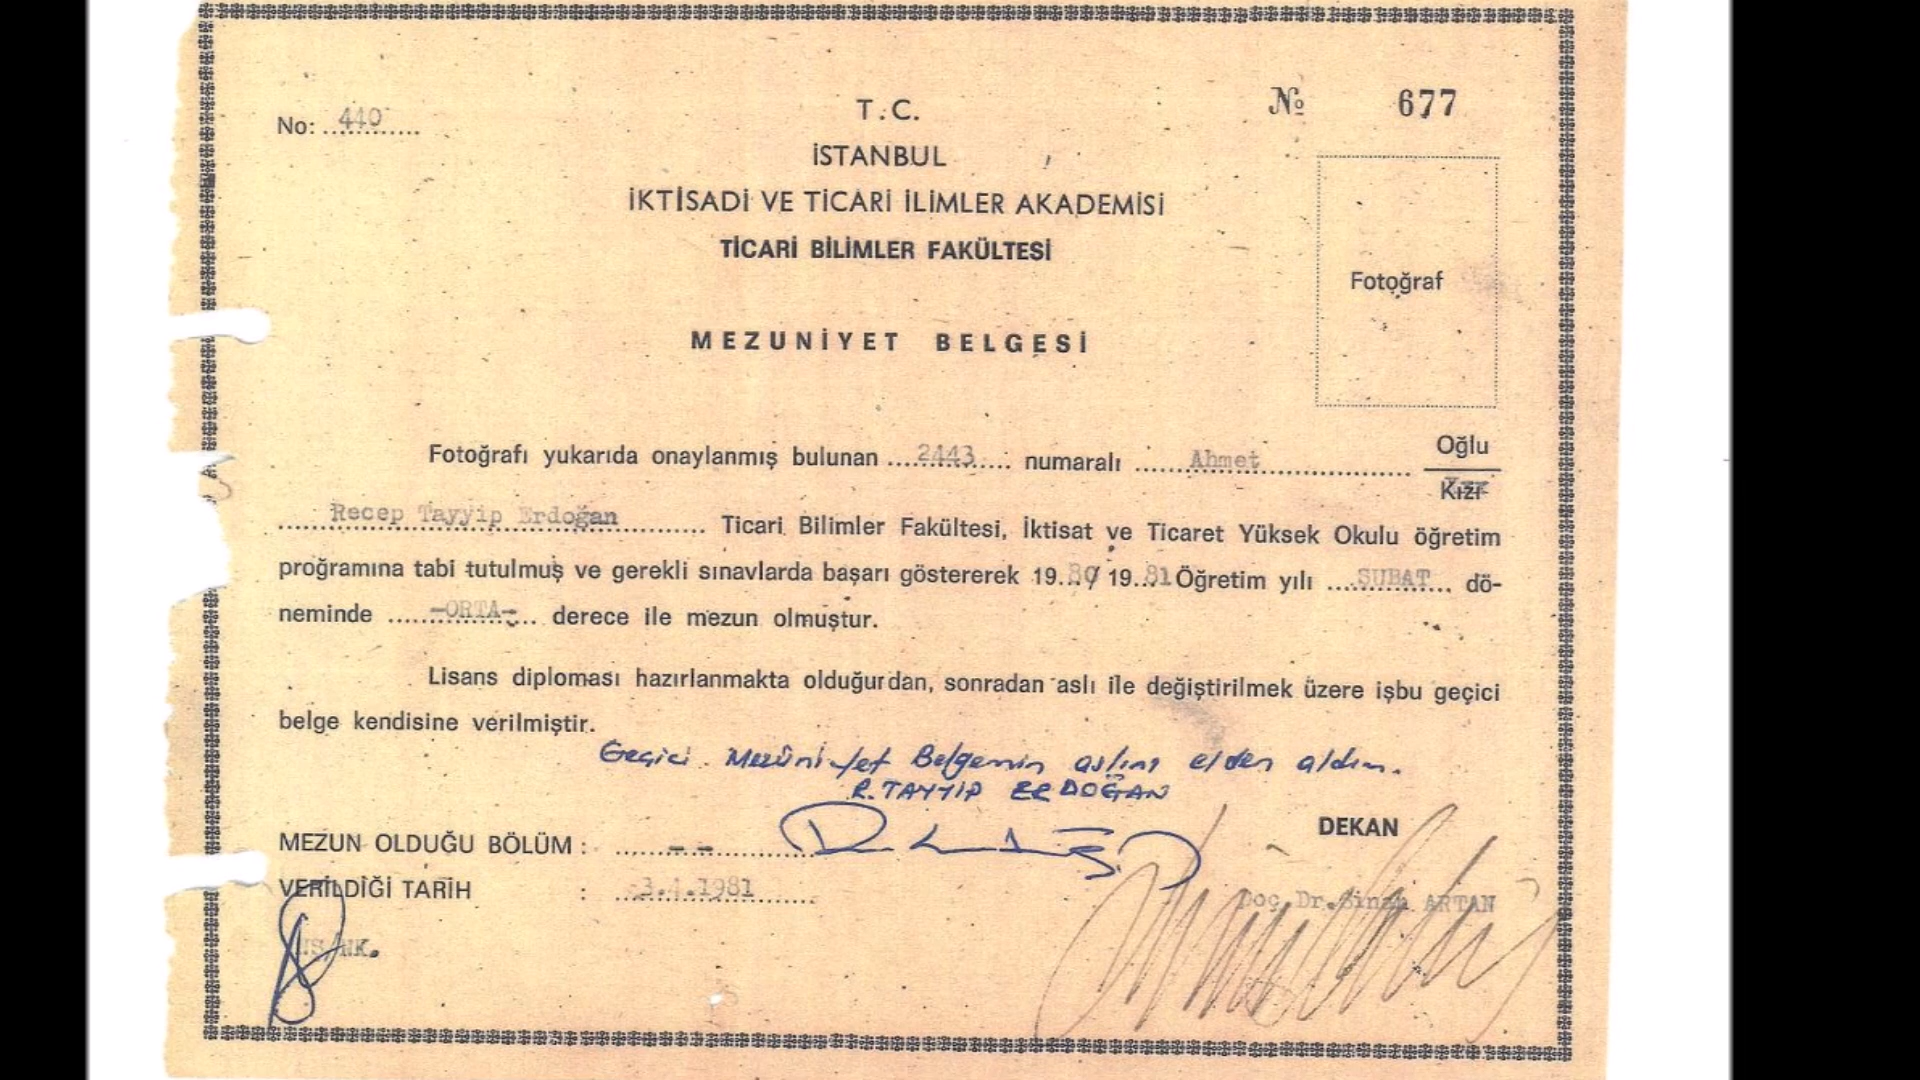 No: 440
№ 677
T.C.
İSTANBUL
İKTİSADİ VE TİCARİ İLİMLER AKADEMİSİ
TİCARİ BİLİMLER FAKÜLTESİ
Fotoğraf
MEZUNİYET BELGESİ
Fotoğrafı yukarıda onaylanmış bulunan 2443 numaralı Ahmet Oğlu
Kızı
Recep Tayyip Erdoğan Ticari Bilimler Fakültesi, İktisat ve Ticaret Yüksek Okulu öğretim
proğramına tabi tutulmuş ve gerekli sınavlarda başarı göstererek 19..80/ 19..81 Öğretim yılı ŞUBAT dö-
neminde -ORTA- derece ile mezun olmuştur.
Lisans diploması hazırlanmakta olduğundan, sonradan aslı ile değiştirilmek üzere işbu geçici
belge kendisine verilmiştir.
Geçici Mezûniyet Belgemin aslını elden aldım.
R. TAYYİP ERDOĞAN
DEKAN
MEZUN OLDUĞU BÖLÜM : --
VERİLDİĞİ TARİH : 3.4.1981
Doç.Dr.Sinan ARTAN